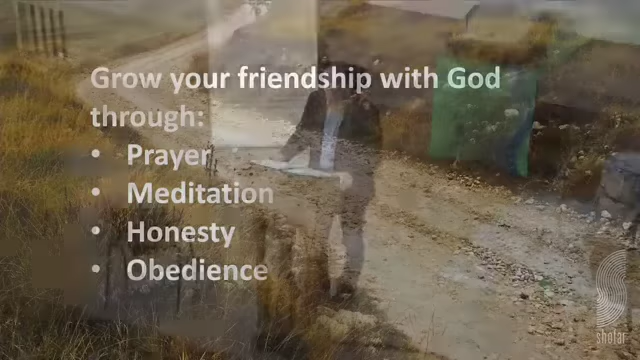 Grow your friendship with God
through:
• Prayer
• Meditation
• Honesty
• Obedience
shofar